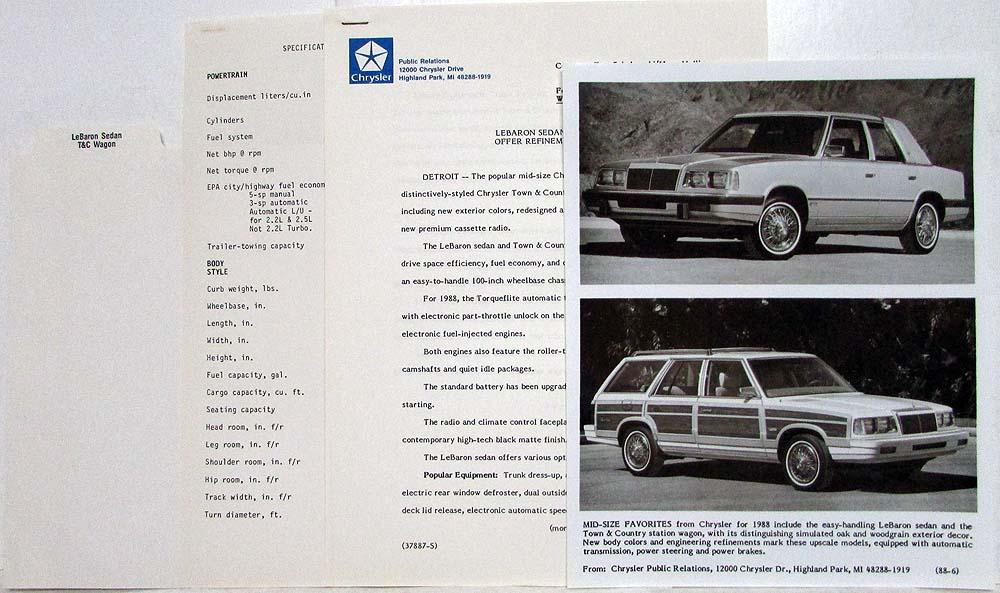 LeBaron Sedan
T&C Wagon
POWERTRAIN
Displacement liters/cu.in
Cylinders
Fuel system
Net bhp @ rpm
Net torque @ rpm
EPA city/highway fuel econom
5-sp manual
3-sp automatic
Automatic L/U -
for 2.2L & 2.5L
Not 2.2L Turbo.
Trailer-towing capacity
BODY
STYLE
Curb weight, lbs.
Wheelbase, in.
Length, in.
Width, in.
Height, in.
Fuel capacity, gal.
Cargo capacity, cu. ft.
Seating capacity
Head room, in. f/r
Leg room, in. f/r
Shoulder room, in. f/r
Hip room, in. f/r
Track width, in. f/r
Turn diameter, ft.
Chrysler
Public Relations
12000 Chrysler Drive
Highland Park, MI 48288-1919
LEBARON SEDAN
OFFER REFINEM
DETROIT -- The popular mid-size Ch
distinctively-styled Chrysler Town & Count
including new exterior colors, redesigned a
new premium cassette radio.
The LeBaron sedan and Town & Coun
drive space efficiency, fuel economy, and
an easy-to-handle 100-inch wheelbase chas
For 1988, the Torqueflite automatic
with electronic part-throttle unlock on the
electronic fuel-injected engines.
Both engines also feature the roller-t
camshafts and quiet idle packages.
The standard battery has been upgrad
starting.
The radio and climate control facepla
contemporary high-tech black matte finish.
The LeBaron sedan offers various opt
Popular Equipment: Trunk dress-up,
electric rear window defroster, dual outside
deck lid release, electronic automatic spee
(mor
(37887-S)
MID-SIZE FAVORITES from Chrysler for 1988 include the easy-handling LeBaron sedan and the
Town & Country station wagon, with its distinguishing simulated oak and woodgrain exterior decor.
New body colors and engineering refinements mark these upscale models, equipped with automatic
transmission, power steering and power brakes.
From: Chrysler Public Relations, 12000 Chrysler Dr., Highland Park, MI 48288-1919 (88-6)